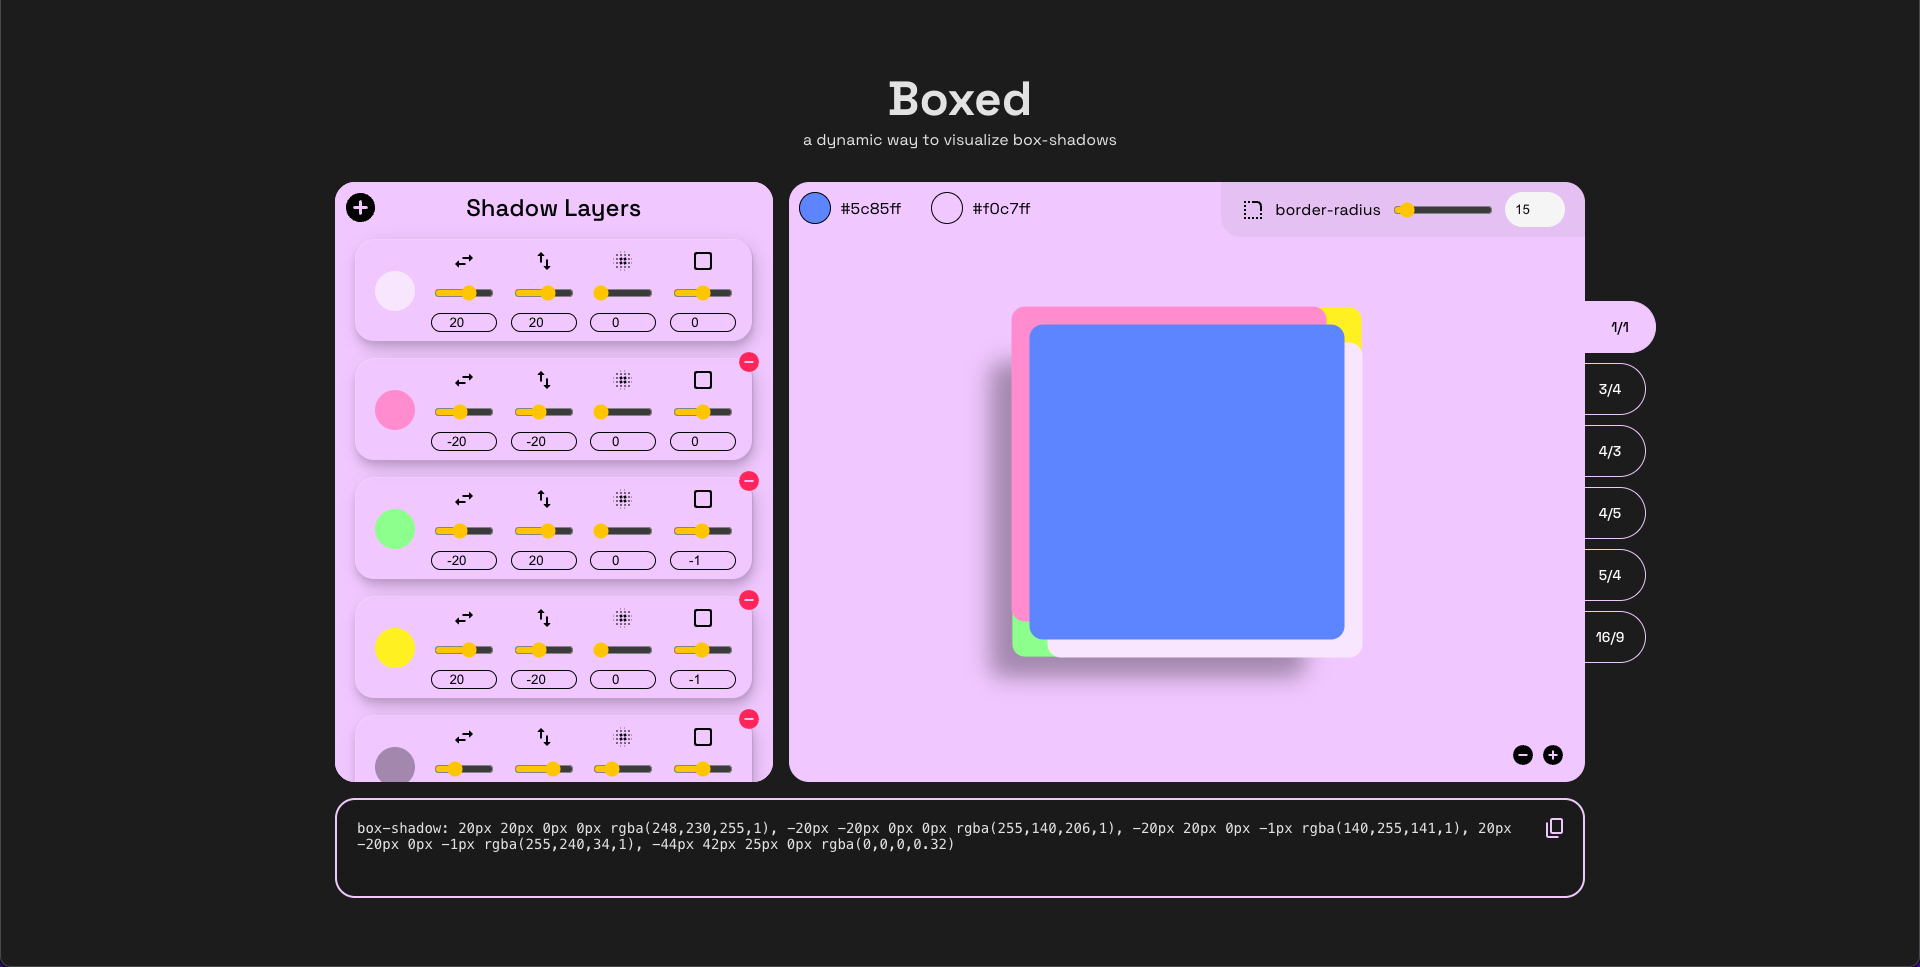 Boxed
a dynamic way to visualize box-shadows
Shadow Layers
20 20 0 0
-20 -20 0 0
-20 20 0 -1
20 -20 0 -1
#5c85ff #f0c7ff border-radius 15
1/1
3/4
4/3
4/5
5/4
16/9
box-shadow: 20px 20px 0px 0px rgba(248,230,255,1), -20px -20px 0px 0px rgba(255,140,206,1), -20px 20px 0px -1px rgba(140,255,141,1), 20px
-20px 0px -1px rgba(255,240,34,1), -44px 42px 25px 0px rgba(0,0,0,0.32)